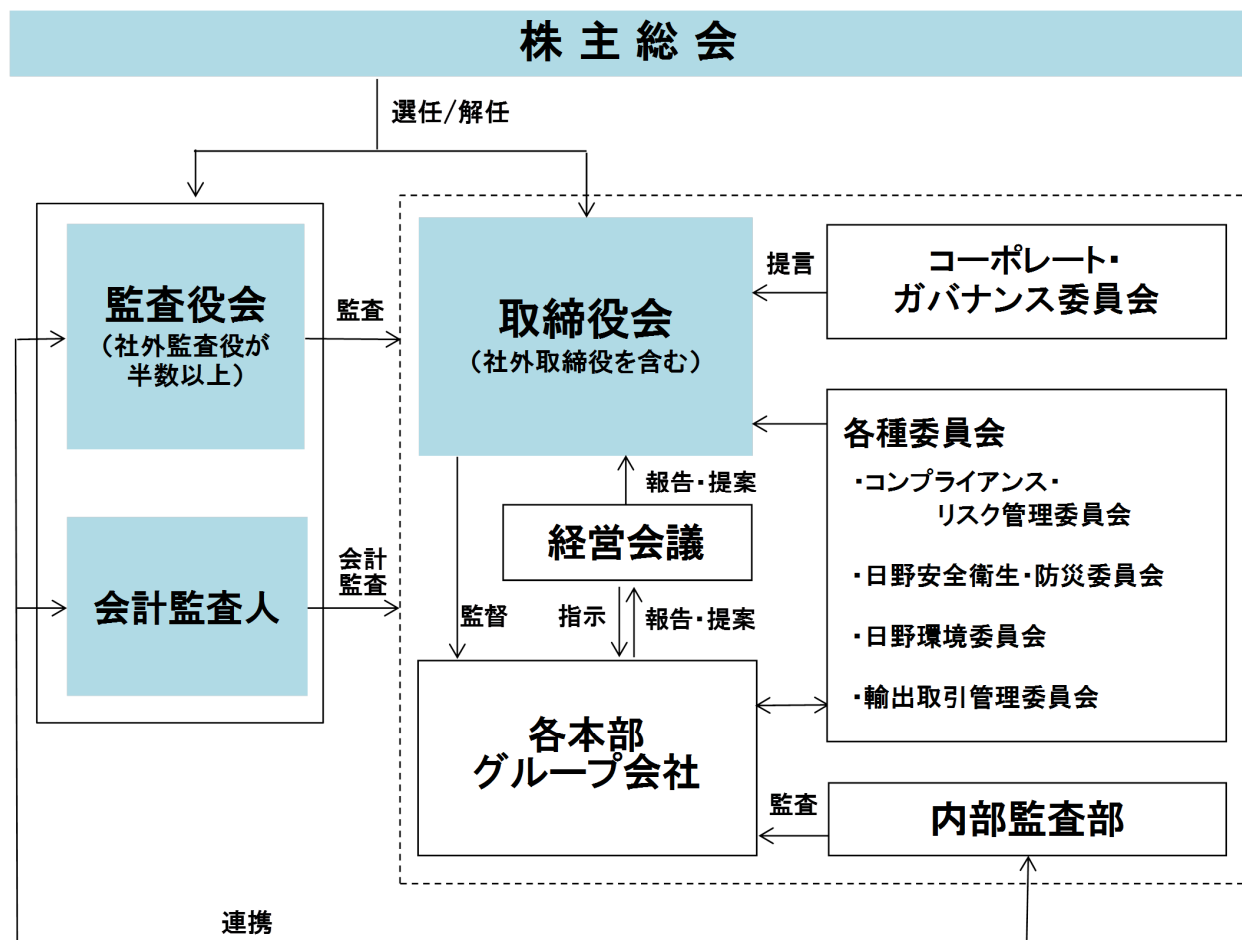 株主総会
選任/解任
監査役会
（社外監査役が
半数以上）
監査
取締役会
（社外取締役を含む）
提言
コーポレート・
ガバナンス委員会
各種委員会
・コンプライアンス・
リスク管理委員会
・日野安全衛生・防災委員会
・日野環境委員会
・輸出取引管理委員会
報告・提案
経営会議
会計監査人
会計
監査
監督
指示
報告・提案
各本部
グループ会社
監査
内部監査部
連携